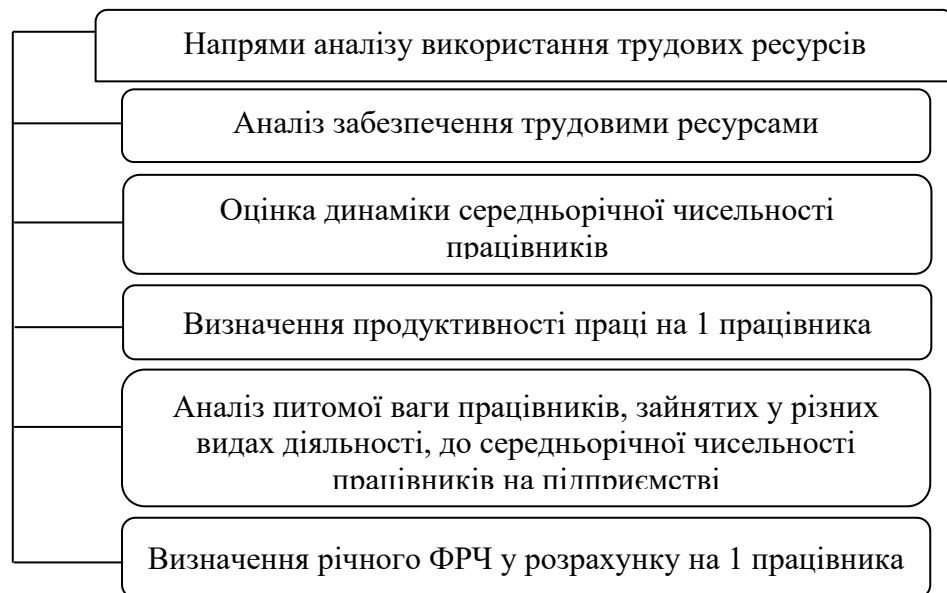 Напрями аналізу використання трудових ресурсів
Аналіз забезпечення трудовими ресурсами
Оцінка динаміки середньорічної чисельності
працівників
Визначення продуктивності праці на 1 працівника
Аналіз питомої ваги працівників, зайнятих у різних
видах діяльності, до середньорічної чисельності
працівників на підприємстві
Визначення річного ФРЧ у розрахунку на 1 працівника